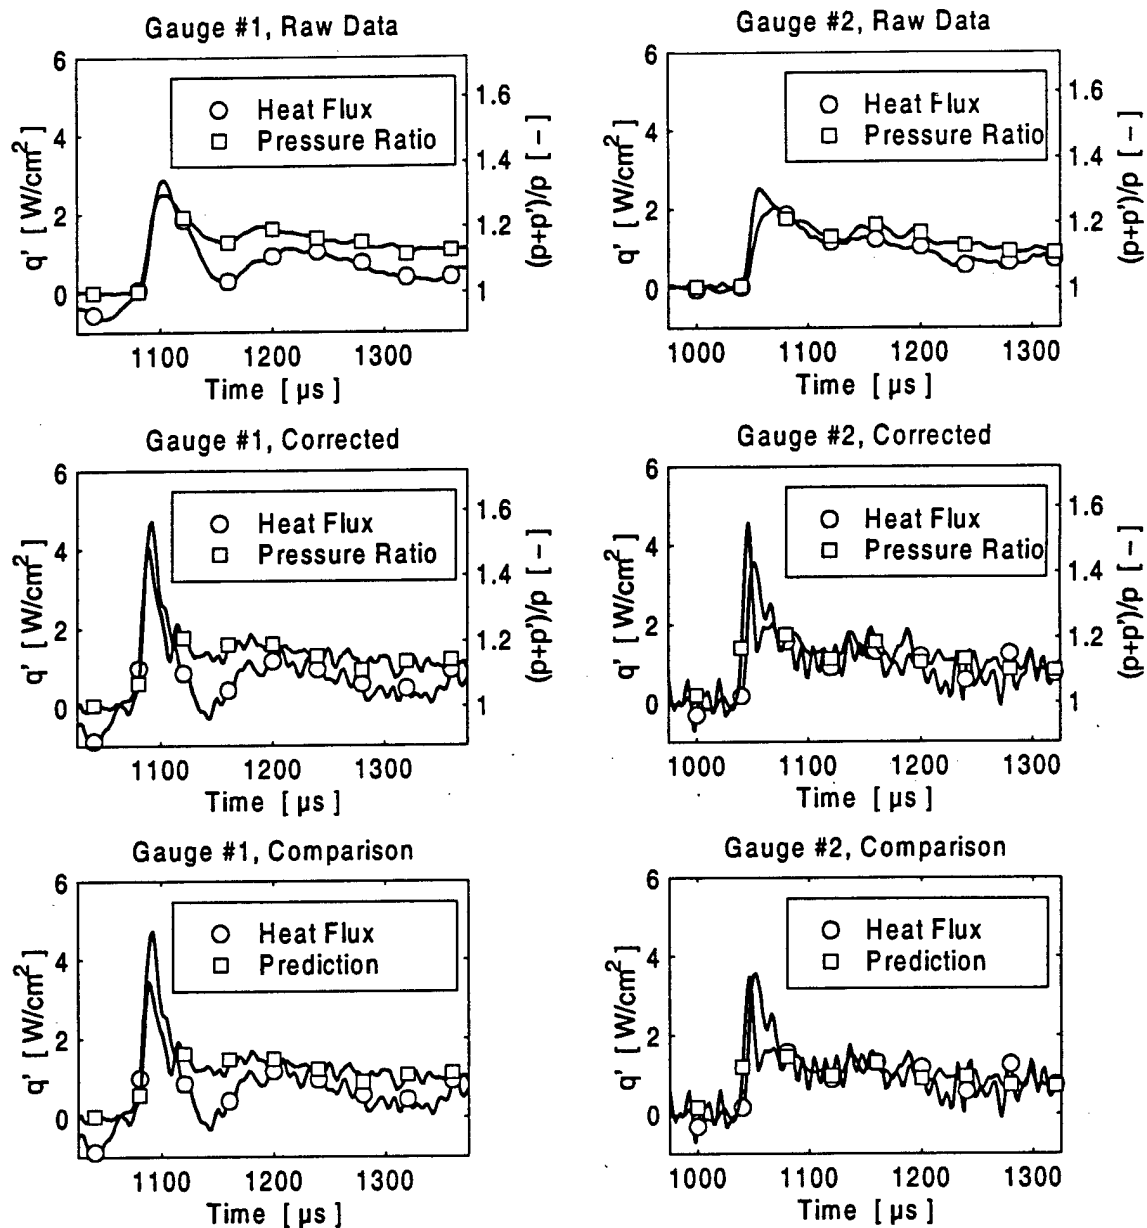 Gauge #1, Raw Data
6
4
2
0
q' [ W/cm² ]
Heat Flux
Pressure Ratio
1.6
1.4
1.2
1
(p+p')/p [ – ]
1100
1200
1300
Time [ µs ]
Gauge #2, Raw Data
6
4
2
0
q' [ W/cm² ]
Heat Flux
Pressure Ratio
1.6
1.4
1.2
1
(p+p')/p [ – ]
1000
1100
1200
1300
Time [ µs ]
Gauge #1, Corrected
6
4
2
0
q' [ W/cm² ]
Heat Flux
Pressure Ratio
1.6
1.4
1.2
1
(p+p')/p [ – ]
1100
1200
1300
Time [ µs ]
Gauge #2, Corrected
6
4
2
0
q' [ W/cm² ]
Heat Flux
Pressure Ratio
1.6
1.4
1.2
1
(p+p')/p [ – ]
1000
1100
1200
1300
Time [ µs ]
Gauge #1, Comparison
6
4
2
0
q' [ W/cm² ]
Heat Flux
Prediction
1100
1200
1300
Time [ µs ]
Gauge #2, Comparison
6
4
2
0
q' [ W/cm² ]
Heat Flux
Prediction
1000
1100
1200
1300
Time [ µs ]